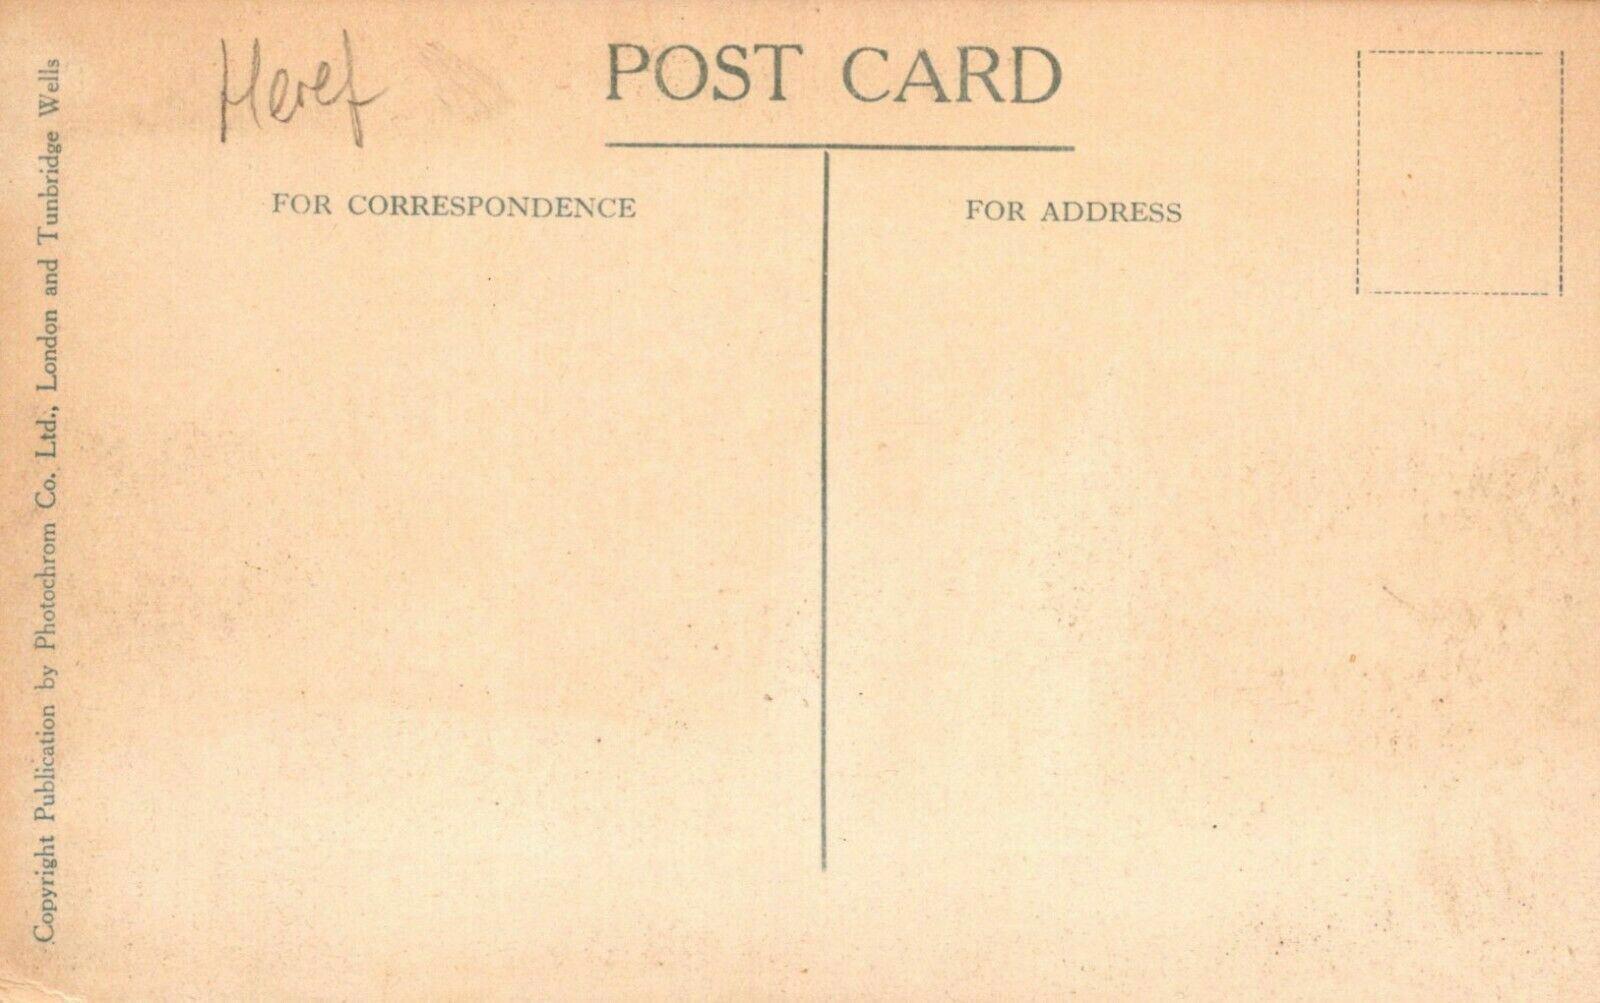 Heref
POST CARD
FOR CORRESPONDENCE
FOR ADDRESS
Copyright Publication by Photochrom Co. Ltd., London and Tunbridge Wells